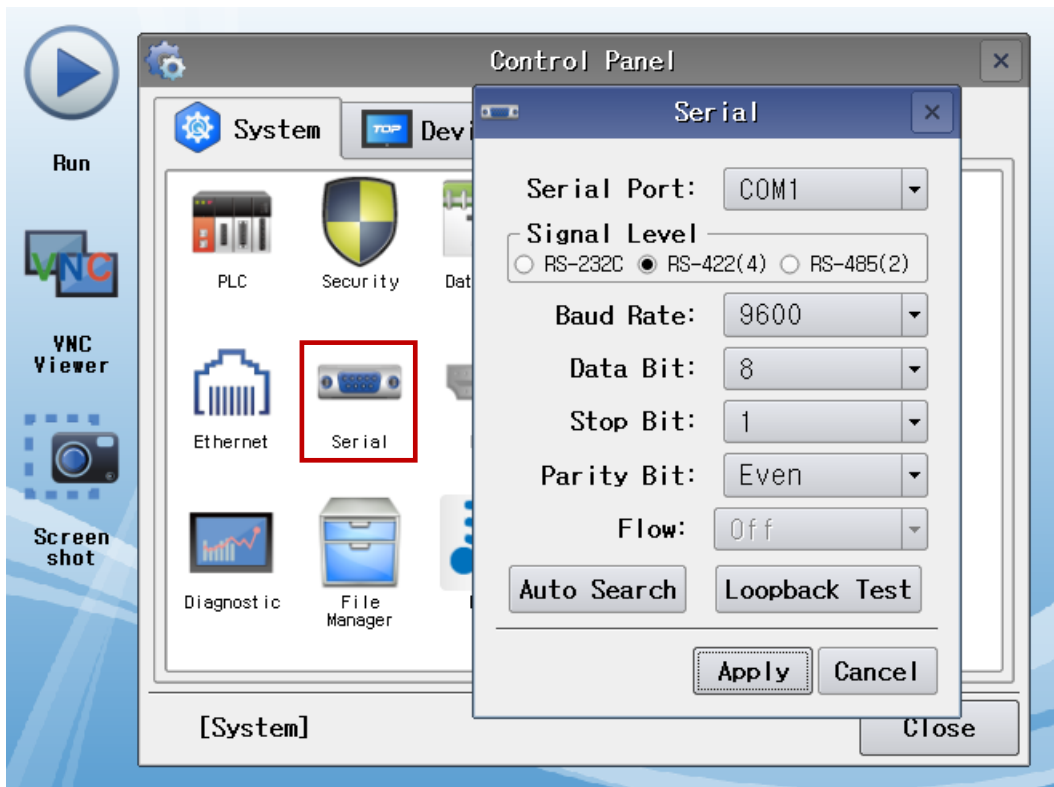 Control Panel
Run
VNC
VNC
Viewer
Screen
shot
System
TOP
Devi
PLC
Security
Dat
Ethernet
Serial
Diagnostic
File
Manager
[System]
Close
Serial
Serial Port: COM1
Signal Level
RS-232C RS-422(4) RS-485(2)
Baud Rate: 9600
Data Bit: 8
Stop Bit: 1
Parity Bit: Even
Flow: Off
Auto Search Loopback Test
Apply Cancel